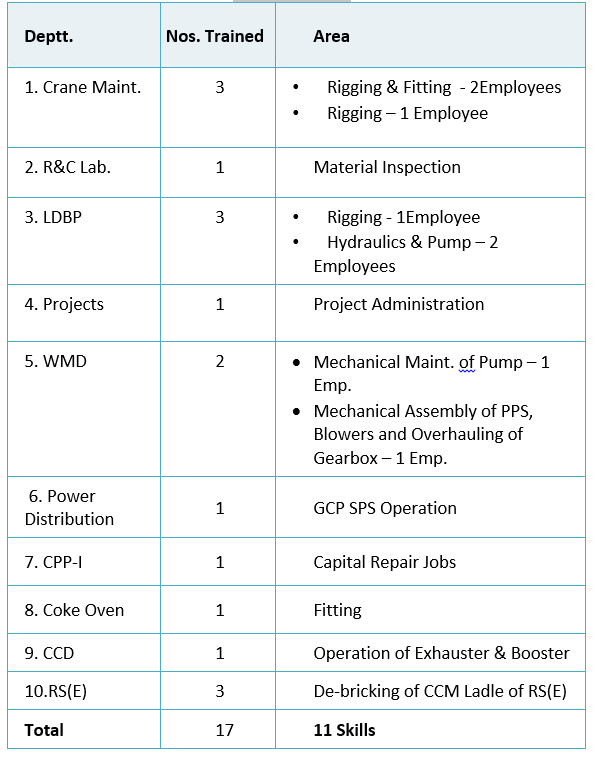 Deptt. Nos. Trained Area
1. Crane Maint. 3 • Rigging & Fitting - 2Employees
• Rigging – 1 Employee
2. R&C Lab. 1 Material Inspection
3. LDBP 3 • Rigging - 1Employee
• Hydraulics & Pump – 2
Employees
4. Projects 1 Project Administration
5. WMD 2 • Mechanical Maint. of Pump – 1
Emp.
• Mechanical Assembly of PPS,
Blowers and Overhauling of
Gearbox – 1 Emp.
6. Power
Distribution 1 GCP SPS Operation
7. CPP-I 1 Capital Repair Jobs
8. Coke Oven 1 Fitting
9. CCD 1 Operation of Exhauster & Booster
10.RS(E) 3 De-bricking of CCM Ladle of RS(E)
Total 17 11 Skills